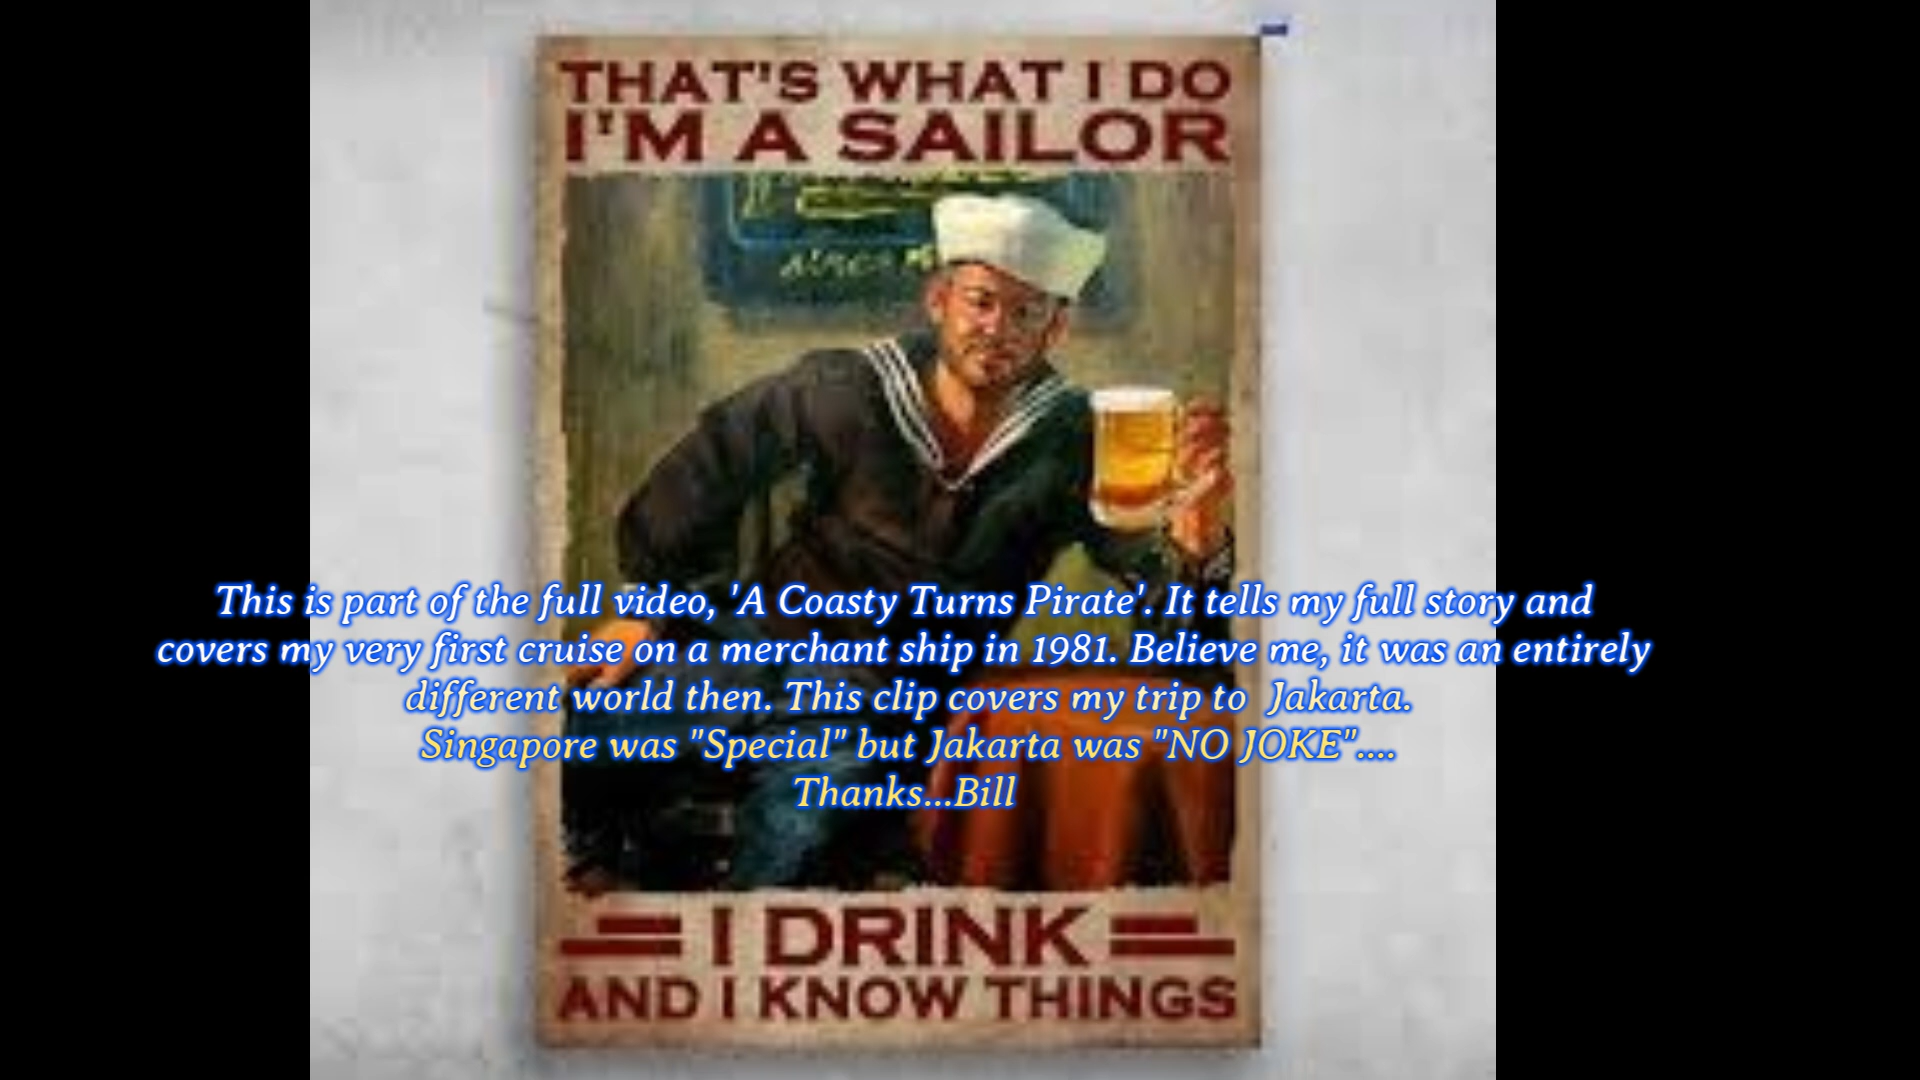 THAT'S WHAT I DO
I'M A SAILOR
since
This is part of the full video, 'A Coasty Turns Pirate'. It tells my full story and
covers my very first cruise on a merchant ship in 1981. Believe me, it was an entirely
different world then. This clip covers my trip to Jakarta.
Singapore was "Special" but Jakarta was "NO JOKE"....
Thanks...Bill
I DRINK
AND I KNOW THINGS